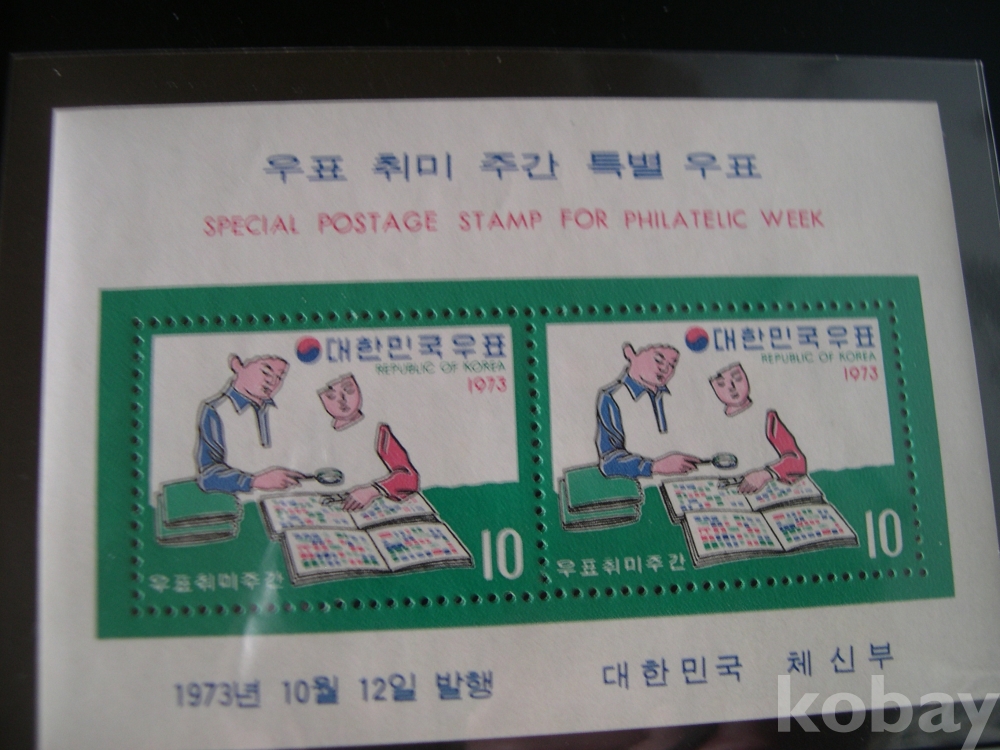 우표 취미 주간 특별 우표
SPECIAL POSTAGE STAMP FOR PHILATELIC WEEK
대한민국우표
REPUBLIC OF KOREA
1973
우표취미주간
10
대한민국우표
REPUBLIC OF KOREA
1973
우표취미주간
10
1973년 10월 12일 발행
대한민국 체신부
kobay